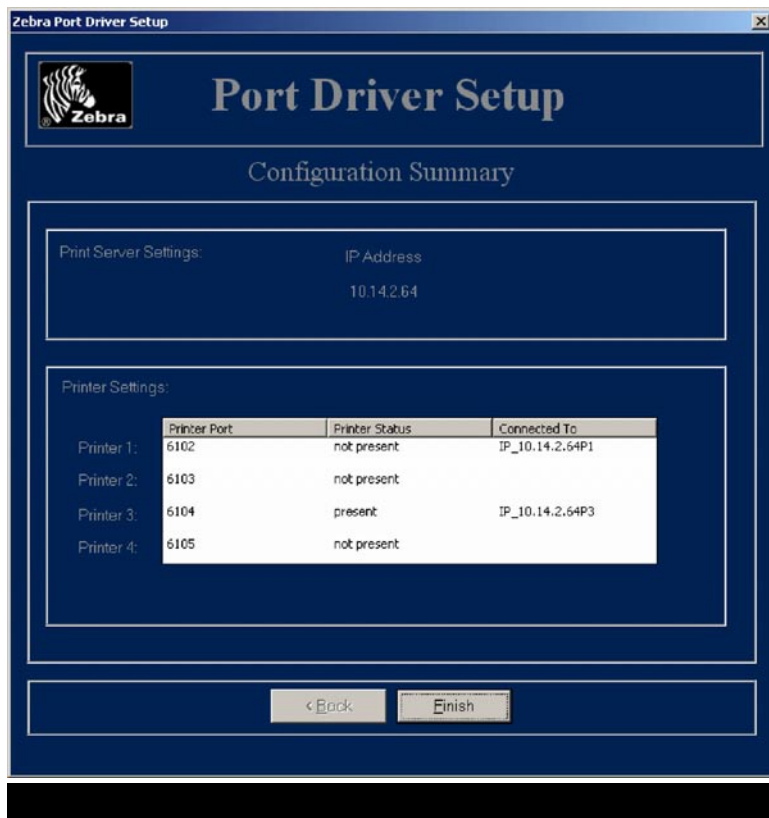 Zebra Port Driver Setup
Zebra
®
Port Driver Setup
Configuration Summary
Print Server Settings:
IP Address
10.14.2.64
Printer Settings:
Printer Port Printer Status Connected To
Printer 1: 6102 not present IP_10.14.2.64P1
Printer 2: 6103 not present
Printer 3: 6104 present IP_10.14.2.64P3
Printer 4: 6105 not present
< Back Finish